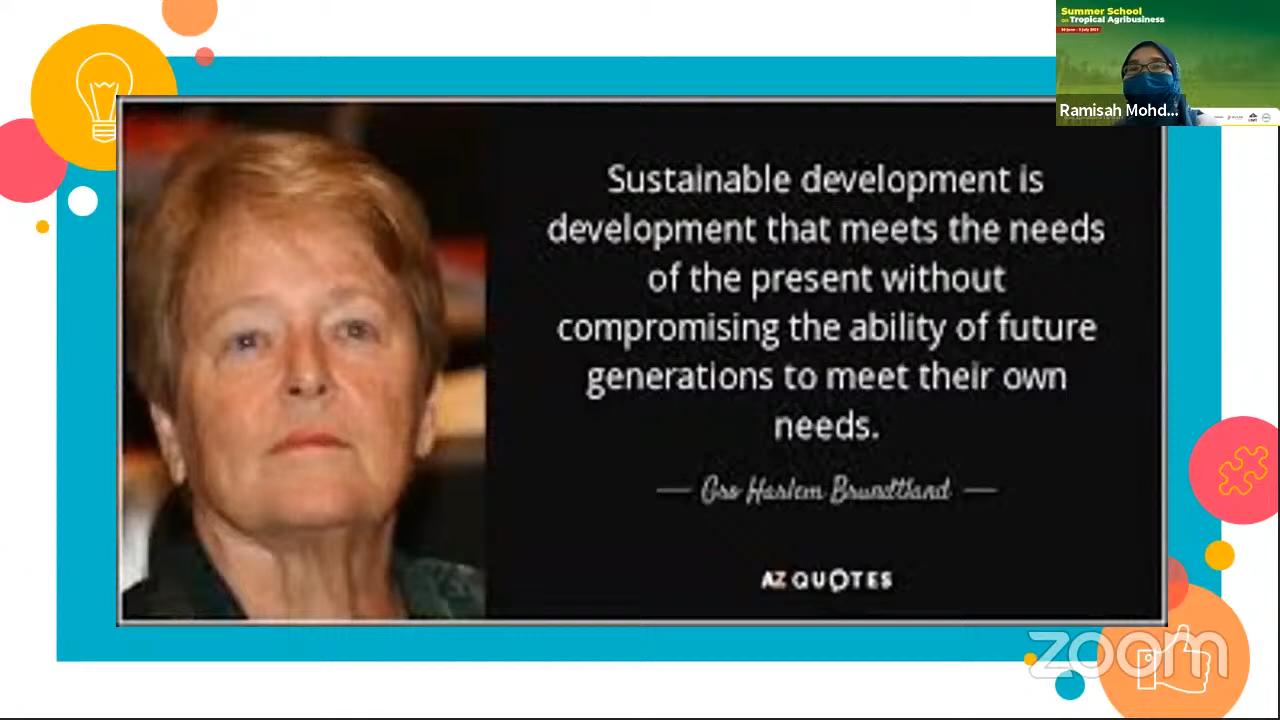 Summer School
on Tropical Agribusiness
Ramisah Mohd...
Sustainable development is
development that meets the needs
of the present without
compromising the ability of future
generations to meet their own
needs.
— Gro Harlem Brundtland —
AZ QUOTES
zoom